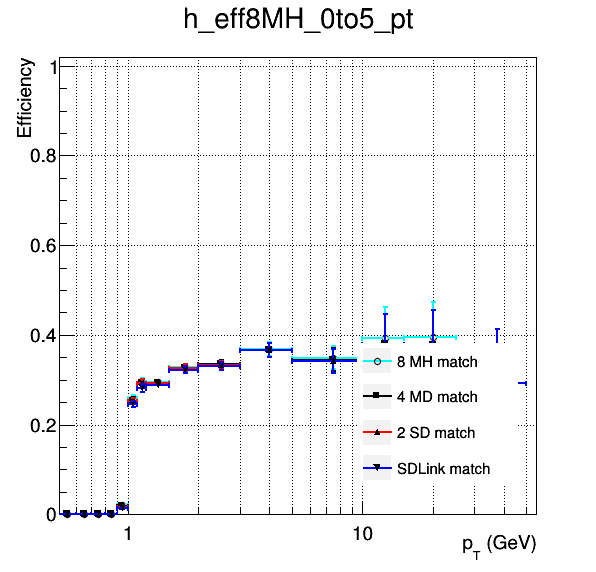 h_eff8MH_0to5_pt
Efficiency
1
0.8
0.6
0.4
0.2
0
8 MH match
4 MD match
2 SD match
SDLink match
1
10
p_T (GeV)